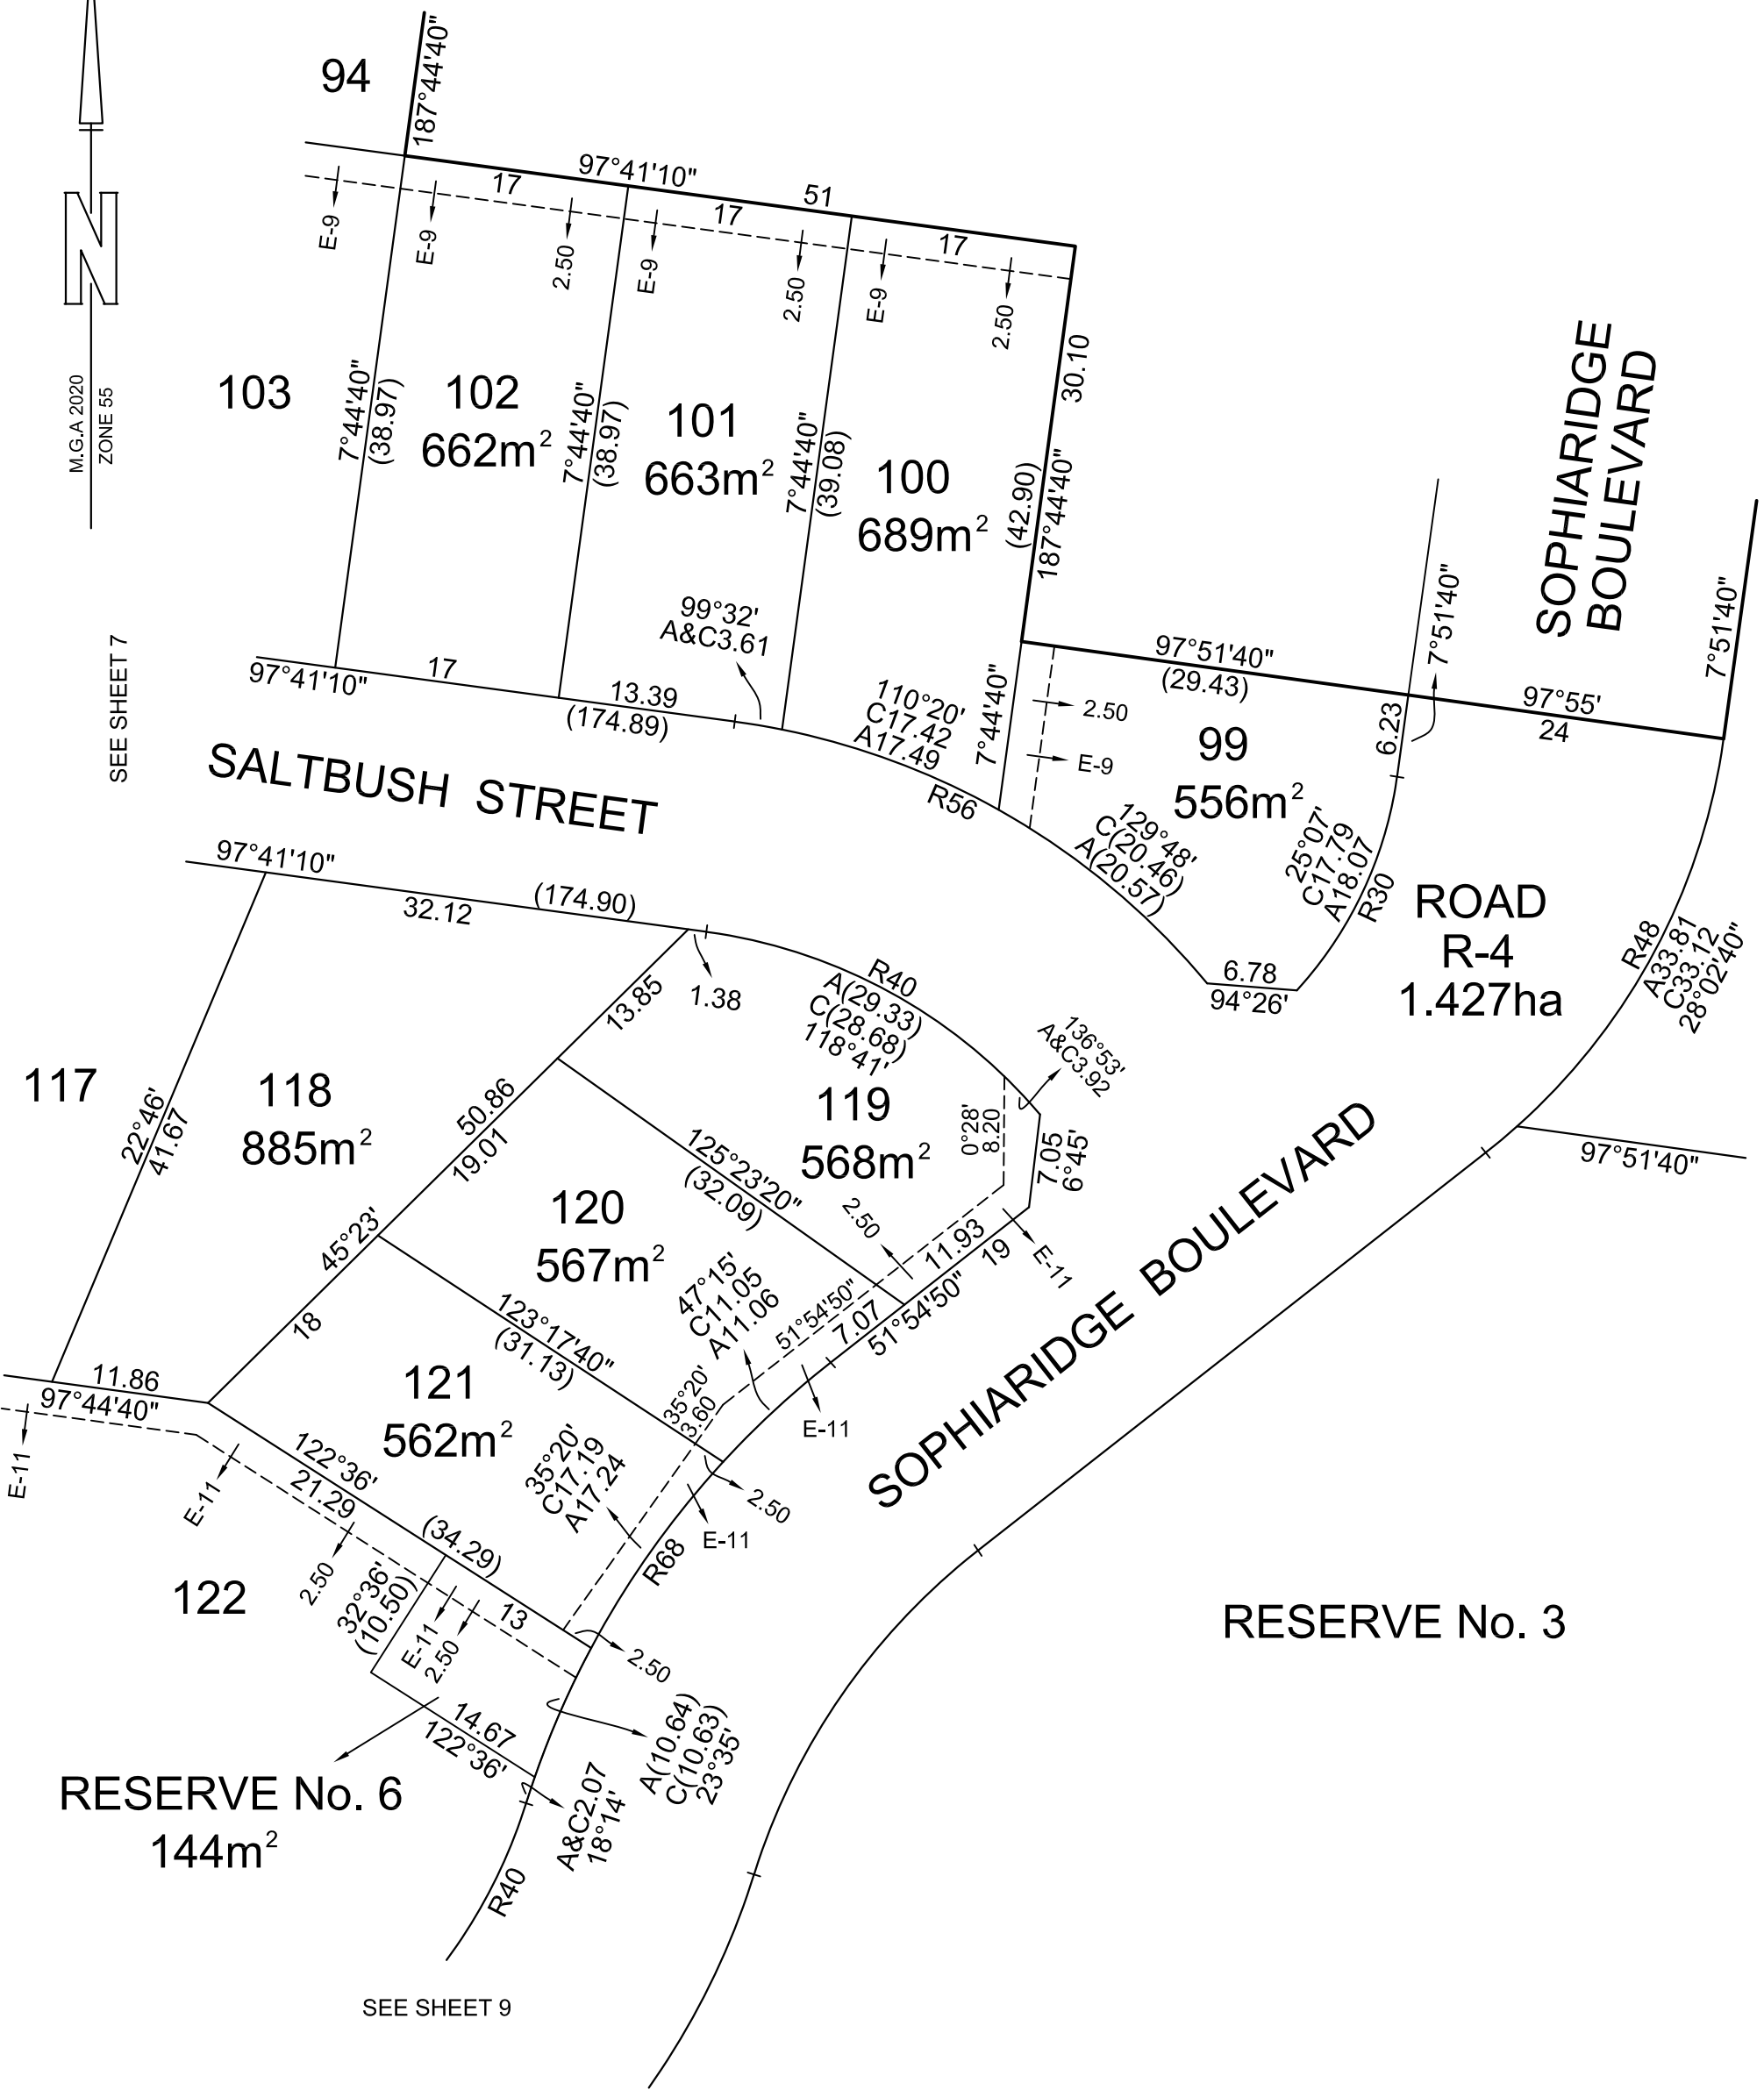 94
187°44'40"
97°41'10"
51
17
17
17
E-9
E-9
2.50
E-9
2.50
E-9
2.50
N
M.G.A 2020
ZONE 55
103
7°44'40"
(38.97)
102
662m²
7°44'40"
(38.97)
101
663m²
7°44'40"
(39.08)
100
689m²
30.10
(42.90)
187°44'40"
SOPHIARIDGE
BOULEVARD
7°51'40"
7°51'40"
SEE SHEET 7
97°41'10"
17
13.39
(174.89)
99°32'
A&C3.61
110°20'
C17.42
A17.49
R56
7°44'40"
97°51'40"
(29.43)
2.50
E-9
99
556m²
6.23
97°55'
24
129°48'
C(20.46)
A(20.57)
25°07'
C17.79
A18.07
R30
6.78
94°26'
ROAD
R-4
1.427ha
R48
A33.81
C33.12
28°02'40"
97°51'40"
SALTBUSH STREET
97°41'10"
32.12
(174.90)
1.38
13.85
R40
A(29.33)
C(28.68)
118°41'
136°53'
A&C3.92
117
22°46'
41.67
118
885m²
50.86
19.01
45°23'
18
119
568m²
0°28'
8.20
7.05
6°45'
125°23'20"
(32.09)
2.50
11.93
19
E-11
120
567m²
47°15'
C11.05
A11.06
51°54'50"
7.07
51°54'50"
SOPHIARIDGE BOULEVARD
123°17'40"
(31.13)
35°20'
3.60
E-11
11.86
97°44'40"
E-11
121
562m²
35°20'
C17.19
A17.24
2.50
E-11
R68
122°36'
21.29
(34.29)
E-11
2.50
122
32°36'
(10.50)
E-11
2.50
13
2.50
A(10.64)
C(10.63)
23°35'
14.67
122°36'
A&C2.07
18°14'
R40
RESERVE No. 6
144m²
RESERVE No. 3
SEE SHEET 9